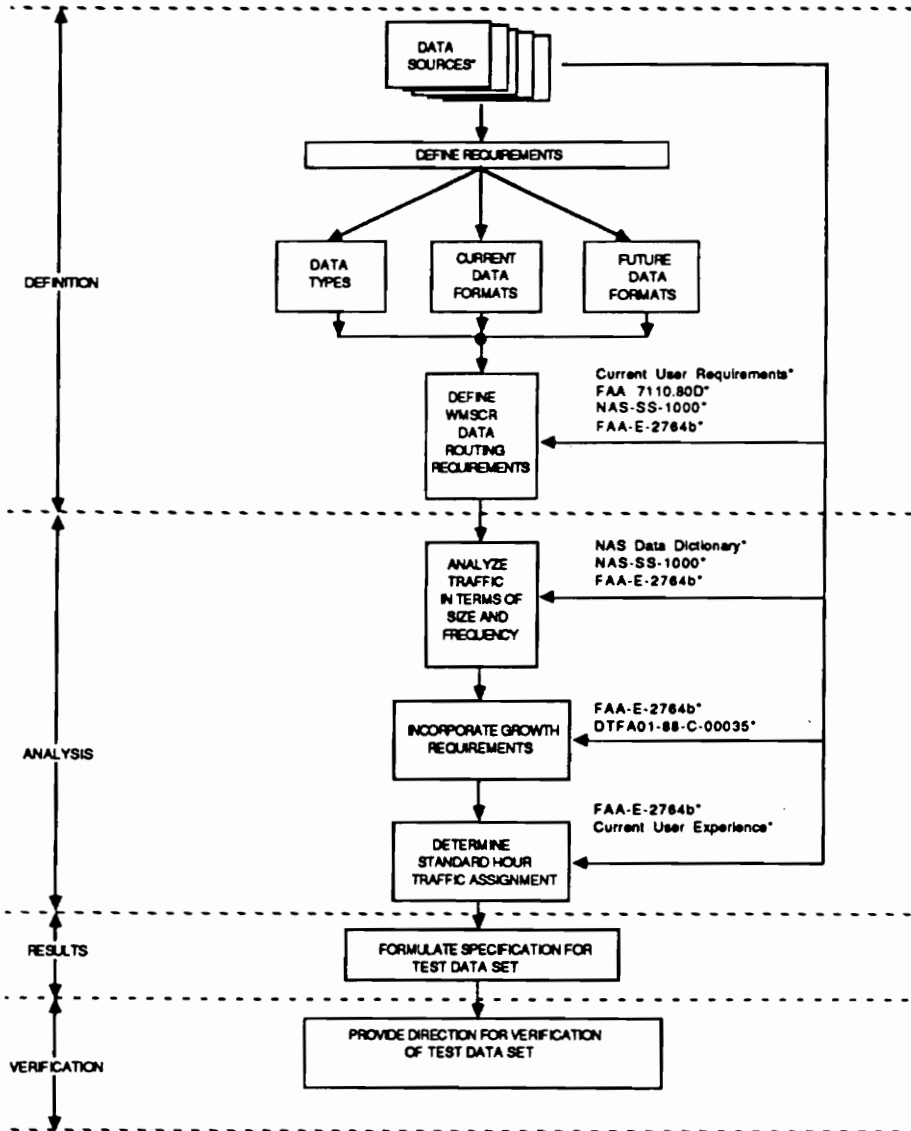 DATA
SOURCES*
DEFINE REQUIREMENTS
DATA
TYPES
CURRENT
DATA
FORMATS
FUTURE
DATA
FORMATS
DEFINITION
DEFINE
WMSCR
DATA
ROUTING
REQUIREMENTS
Current User Requirements*
FAA 7110.80D*
NAS-SS-1000*
FAA-E-2764b*
ANALYZE
TRAFFIC
IN TERMS OF
SIZE AND
FREQUENCY
NAS Data Dictionary*
NAS-SS-1000*
FAA-E-2764b*
ANALYSIS
INCORPORATE GROWTH
REQUIREMENTS
FAA-E-2764b*
DTFA01-88-C-00035*
DETERMINE
STANDARD HOUR
TRAFFIC ASSIGNMENT
FAA-E-2764b*
Current User Experience*
RESULTS
FORMULATE SPECIFICATION FOR
TEST DATA SET
VERIFICATION
PROVIDE DIRECTION FOR VERIFICATION
OF TEST DATA SET